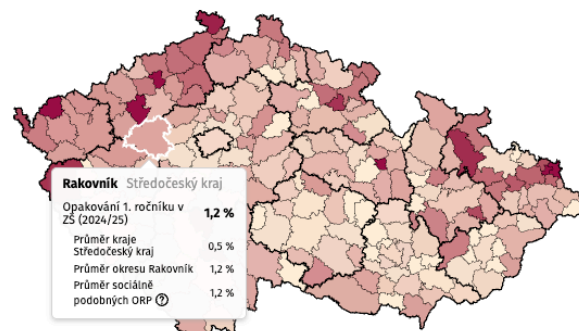 Rakovník Středočeský kraj
Opakování 1. ročníku v
ZŠ (2024/25)
1,2 %
Průměr kraje
Středočeský kraj
0,5 %
Průměr okresu Rakovník 1,2 %
Průměr sociálně
podobných ORP ?
1,2 %